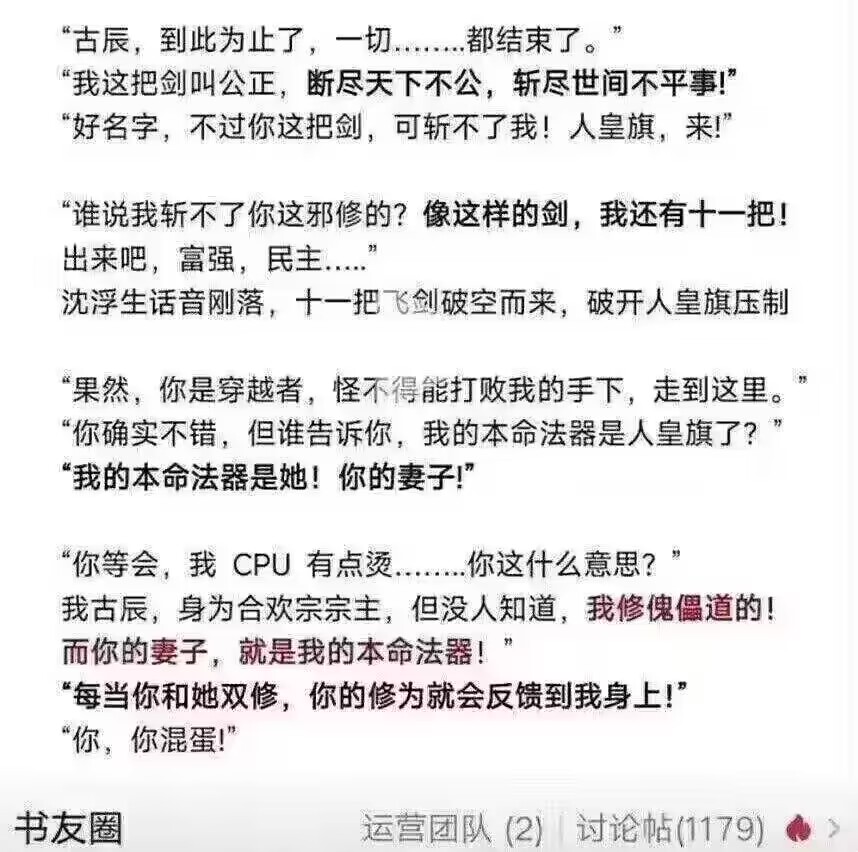 “古辰，到此为止了，一切........都结束了。”
“我这把剑叫公正，断尽天下不公，斩尽世间不平事!”
“好名字，不过你这把剑，可斩不了我！人皇旗，来!”
“谁说我斩不了你这邪修的？像这样的剑，我还有十一把！
出来吧，富强，民主.....”
沈浮生话音刚落，十一把飞剑破空而来，破开人皇旗压制
“果然，你是穿越者，怪不得能打败我的手下，走到这里。”
“你确实不错，但谁告诉你，我的本命法器是人皇旗了？”
“我的本命法器是她！你的妻子!”
“你等会，我 CPU 有点烫........你这什么意思？”
我古辰，身为合欢宗宗主，但没人知道，我修傀儡道的！
而你的妻子，就是我的本命法器！”
“每当你和她双修，你的修为就会反馈到我身上！”
“你，你混蛋!”
书友圈 运营团队 (2) | 讨论帖(1179)